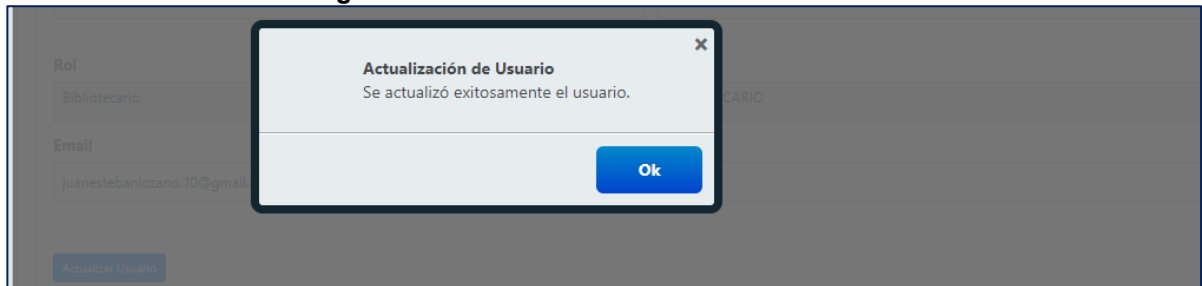 g
×
Rol
Actualización de Usuario
Bibliotecario
Se actualizó exitosamente el usuario.
CARIO
Email
Ok
juanestebanlozano.10@gmail.
Actualizar Usuario